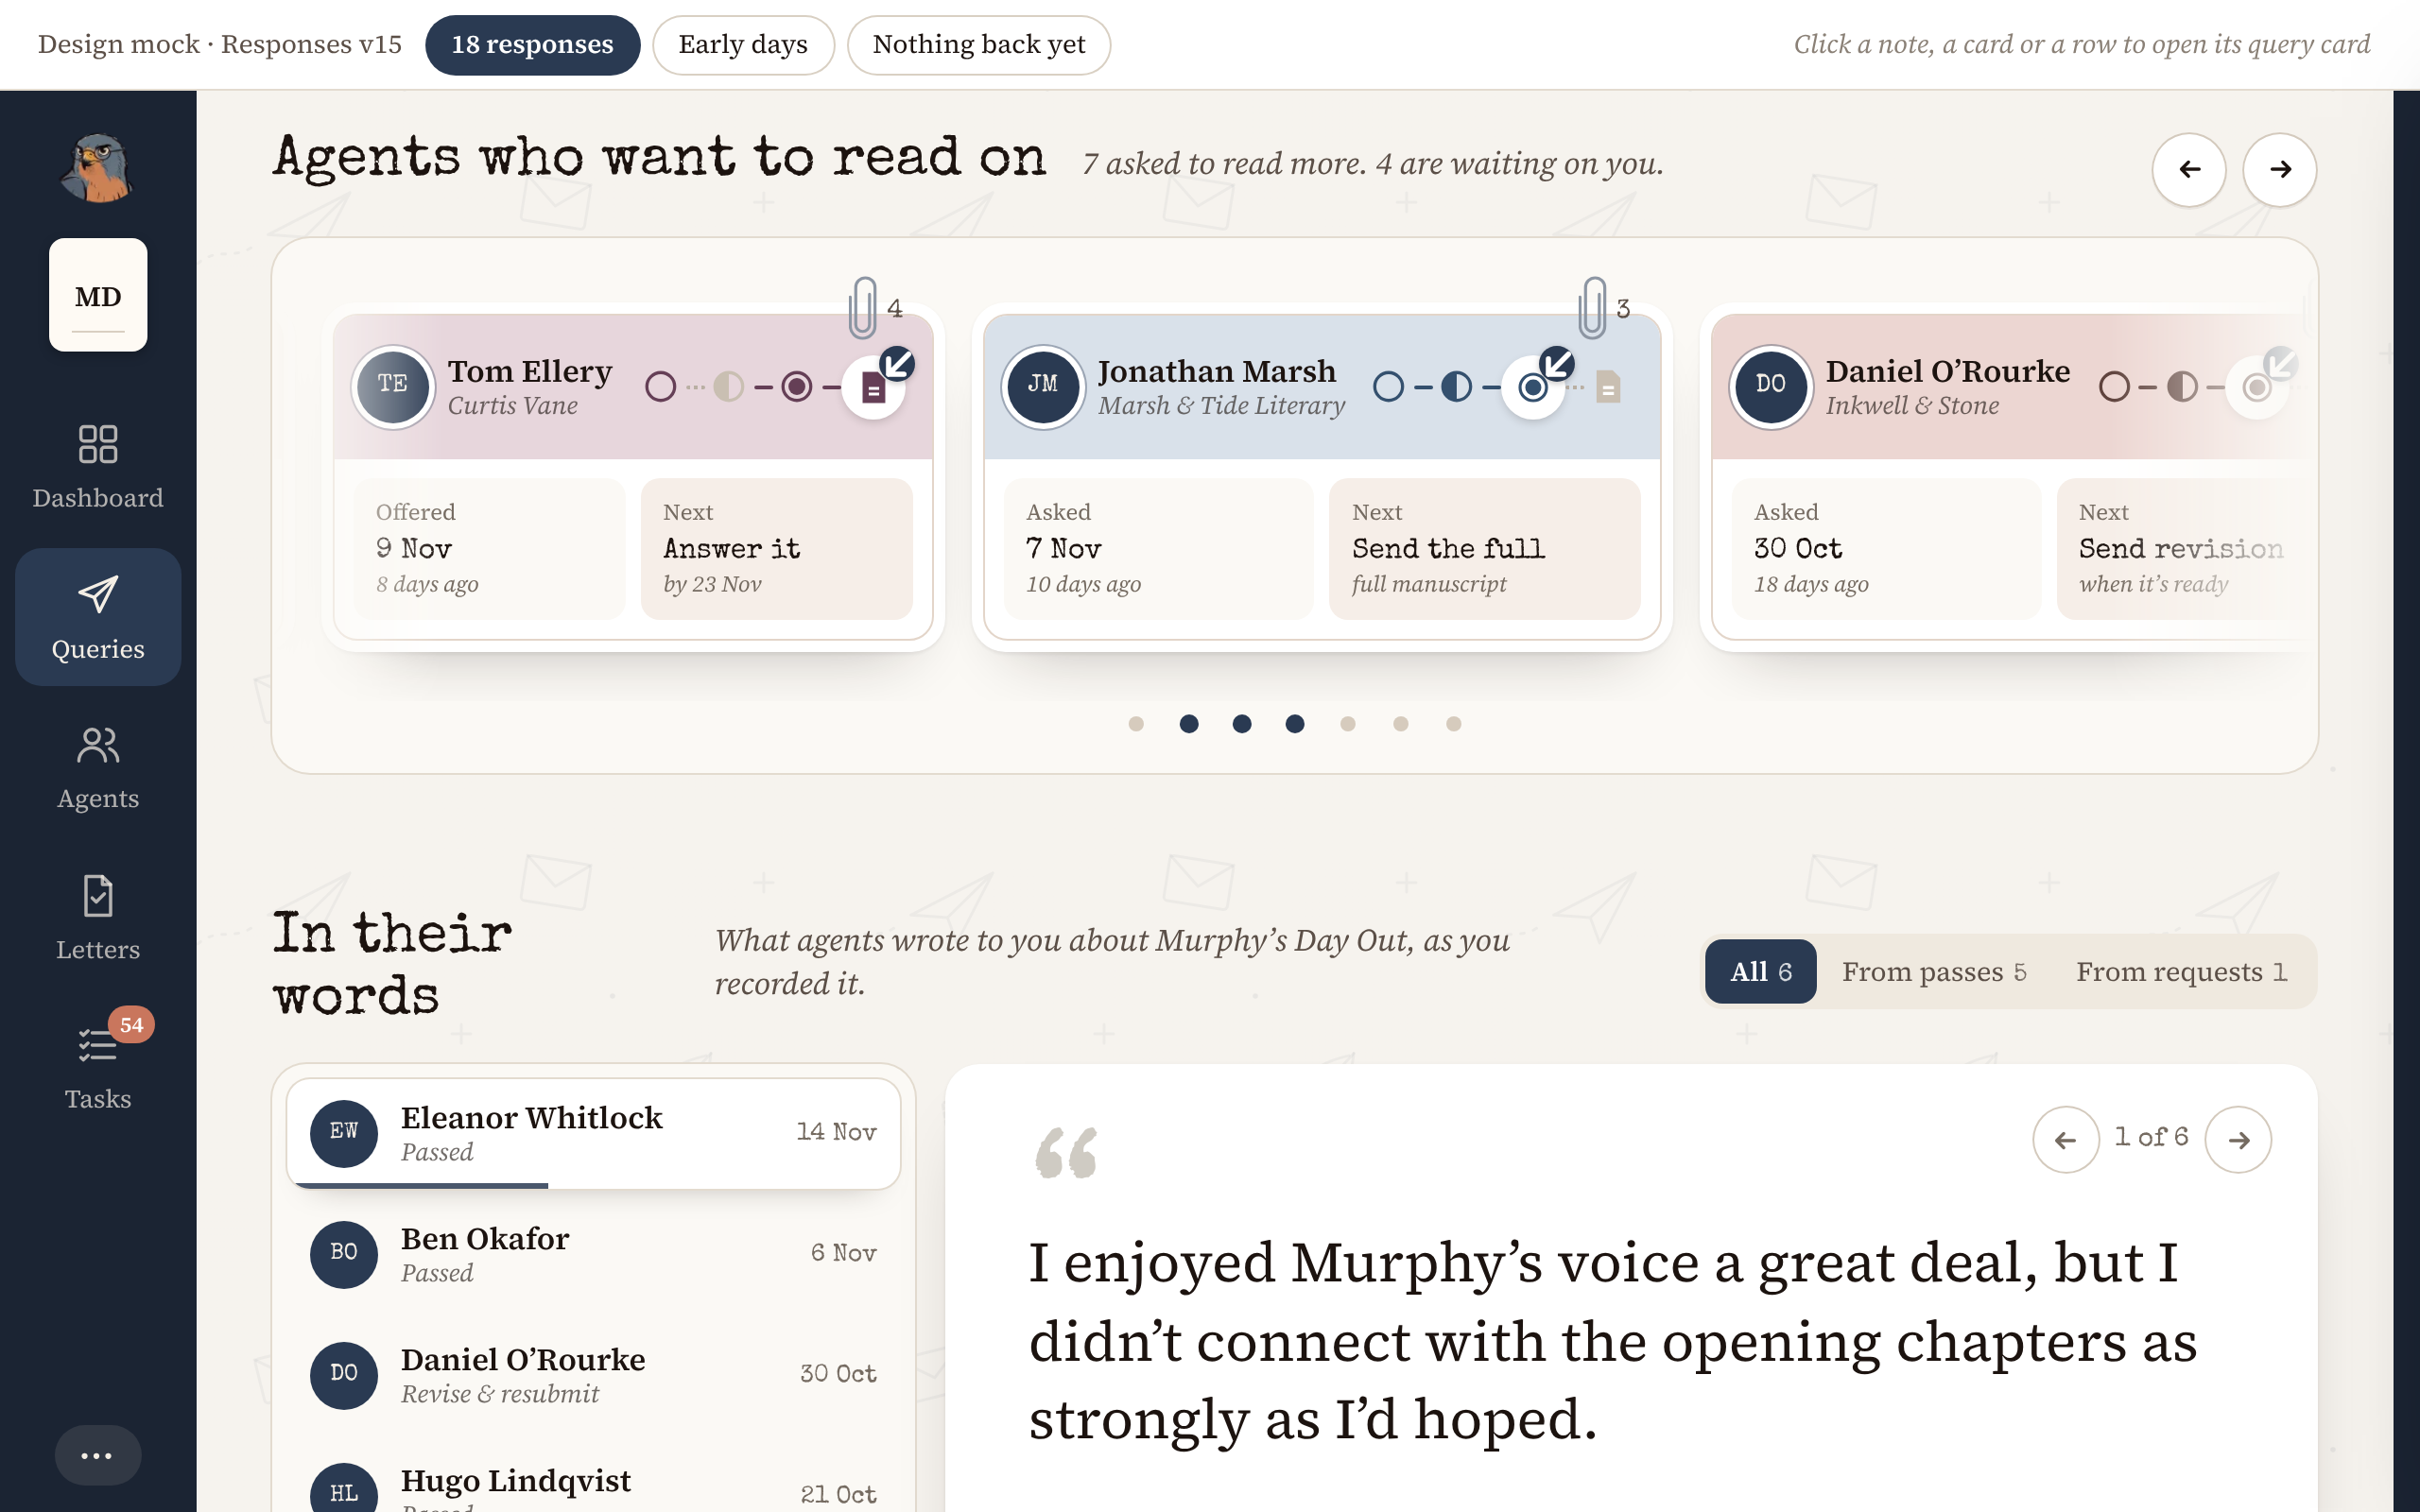 Design mock · Responses v15
18 responses
Early days
Nothing back yet
Click a note, a card or a row to open its query card
MD
Dashboard
Queries
Agents
Letters
54
Tasks
Agents who want to read on
7 asked to read more. 4 are waiting on you.
4
TE
Tom Ellery
Curtis Vane
Offered
9 Nov
8 days ago
Next
Answer it
by 23 Nov
3
JM
Jonathan Marsh
Marsh & Tide Literary
Asked
7 Nov
10 days ago
Next
Send the full
full manuscript
DO
Daniel O’Rourke
Inkwell & Stone
Asked
30 Oct
18 days ago
Next
Send revision
when it’s ready
In their
words
What agents wrote to you about Murphy’s Day Out, as you
recorded it.
All 6
From passes 5
From requests 1
EW
Eleanor Whitlock
Passed
14 Nov
BO
Ben Okafor
Passed
6 Nov
DO
Daniel O’Rourke
Revise & resubmit
30 Oct
HL
Hugo Lindqvist
Passed
21 Oct
1 of 6
“
I enjoyed Murphy’s voice a great deal, but I
didn’t connect with the opening chapters as
strongly as I’d hoped.